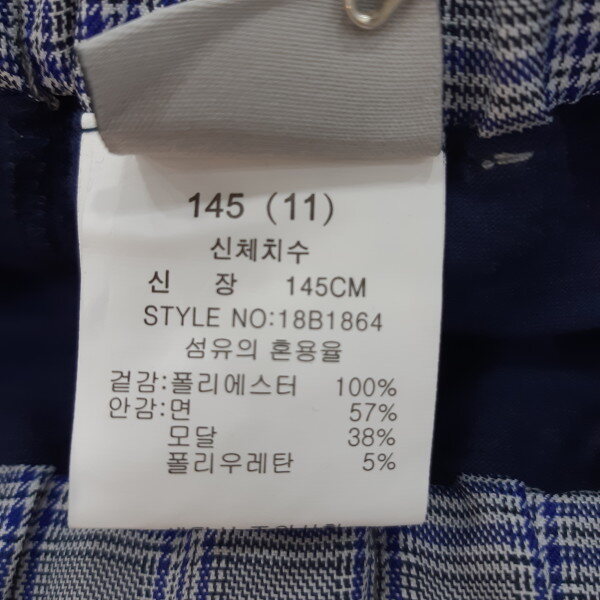 145 (11)
신체치수
신 장 145CM
STYLE NO:18B1864
섬유의 혼용율
겉감:폴리에스터 100%
안감:면 57%
모달 38%
폴리우레탄 5%